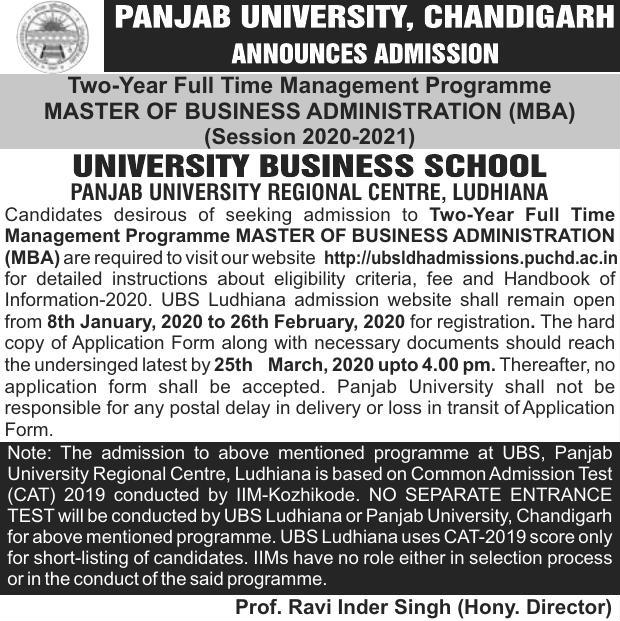 PANJAB UNIVERSITY, CHANDIGARH
ANNOUNCES ADMISSION
Two-Year Full Time Management Programme
MASTER OF BUSINESS ADMINISTRATION (MBA)
(Session 2020-2021)
UNIVERSITY BUSINESS SCHOOL
PANJAB UNIVERSITY REGIONAL CENTRE, LUDHIANA
Candidates desirous of seeking admission to Two-Year Full Time
Management Programme MASTER OF BUSINESS ADMINISTRATION
(MBA) are required to visit our website http://ubsldhadmissions.puchd.ac.in
for detailed instructions about eligibility criteria, fee and Handbook of
Information-2020. UBS Ludhiana admission website shall remain open
from 8th January, 2020 to 26th February, 2020 for registration. The hard
copy of Application Form along with necessary documents should reach
the undersinged latest by 25th March, 2020 upto 4.00 pm. Thereafter, no
application form shall be accepted. Panjab University shall not be
responsible for any postal delay in delivery or loss in transit of Application
Form.
Note: The admission to above mentioned programme at UBS, Panjab
University Regional Centre, Ludhiana is based on Common Admission Test
(CAT) 2019 conducted by IIM-Kozhikode. NO SEPARATE ENTRANCE
TEST will be conducted by UBS Ludhiana or Panjab University, Chandigarh
for above mentioned programme. UBS Ludhiana uses CAT-2019 score only
for short-listing of candidates. IIMs have no role either in selection process
or in the conduct of the said programme.
Prof. Ravi Inder Singh (Hony. Director)